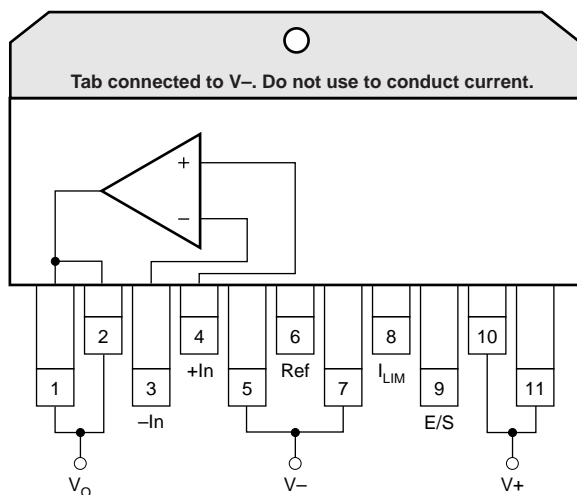 Tab connected to V–. Do not use to conduct current.
+
–
1
2
3
4
5
6
7
8
9
10
11
+In
Ref
I_LIM
–In
E/S
V_O
V–
V+